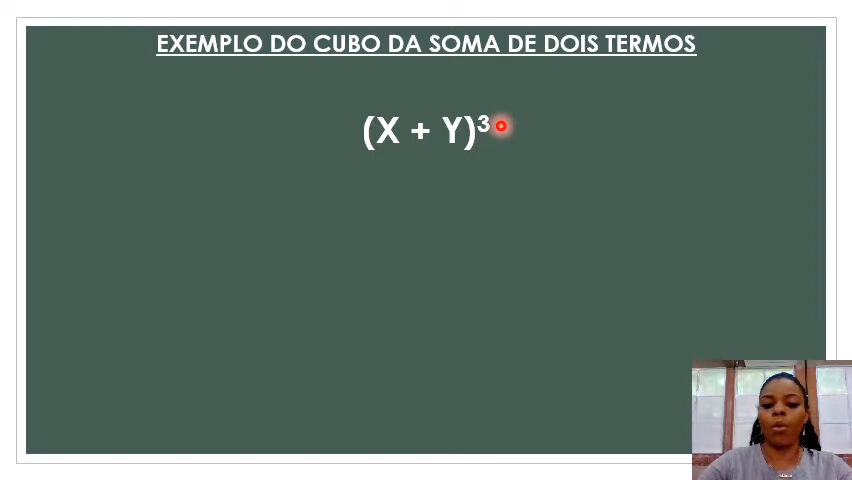 EXEMPLO DO CUBO DA SOMA DE DOIS TERMOS
(X + Y)³